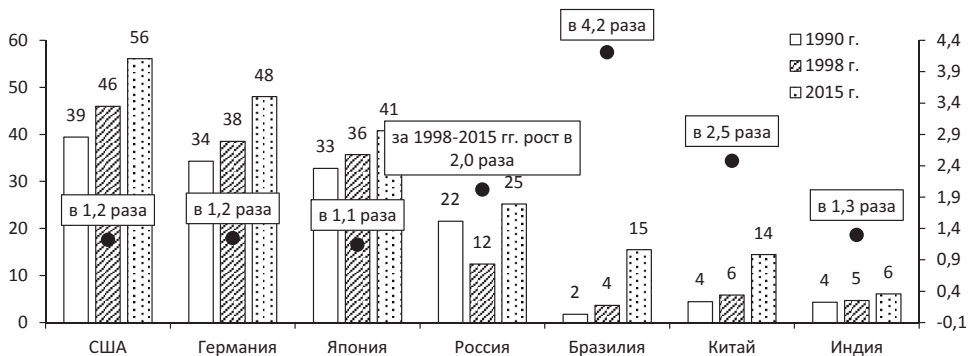 в 4,2 раза
60
50
40
30
20
10
0
39
46
56
34
38
48
33
36
41
22
12
25
2
4
15
4
6
14
4
5
6
в 1,2 раза
в 1,2 раза
в 1,1 раза
за 1998-2015 гг. рост в
2,0 раза
в 2,5 раза
в 1,3 раза
1990 г.
1998 г.
2015 г.
4,4
3,9
3,4
2,9
2,4
1,9
1,4
0,9
0,4
-0,1
США
Германия
Япония
Россия
Бразилия
Китай
Индия